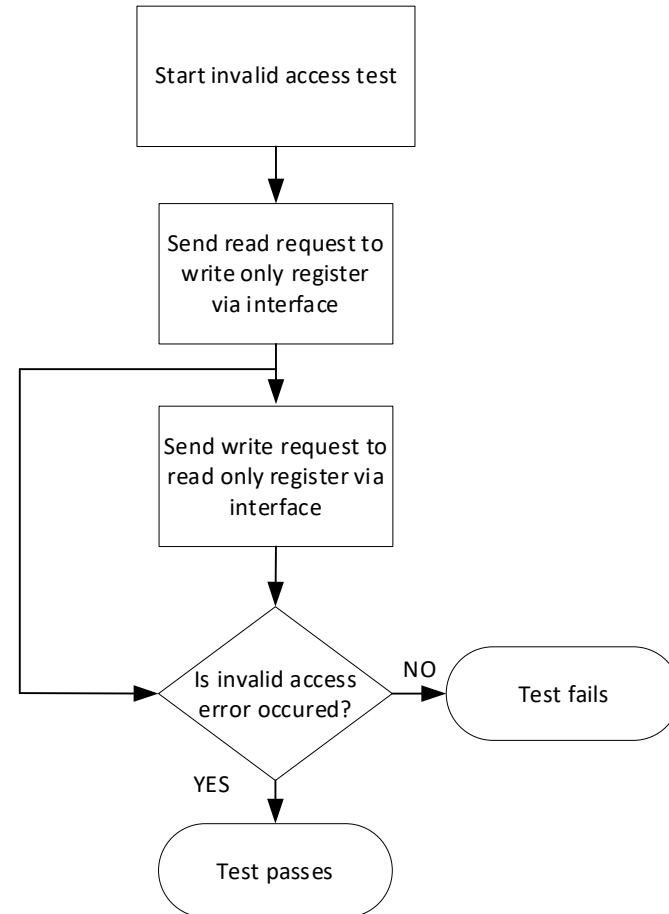 Start invalid access test
Send read request to
write only register
via interface
Send write request to
read only register via
interface
Is invalid access
error occured?
NO
Test fails
YES
Test passes